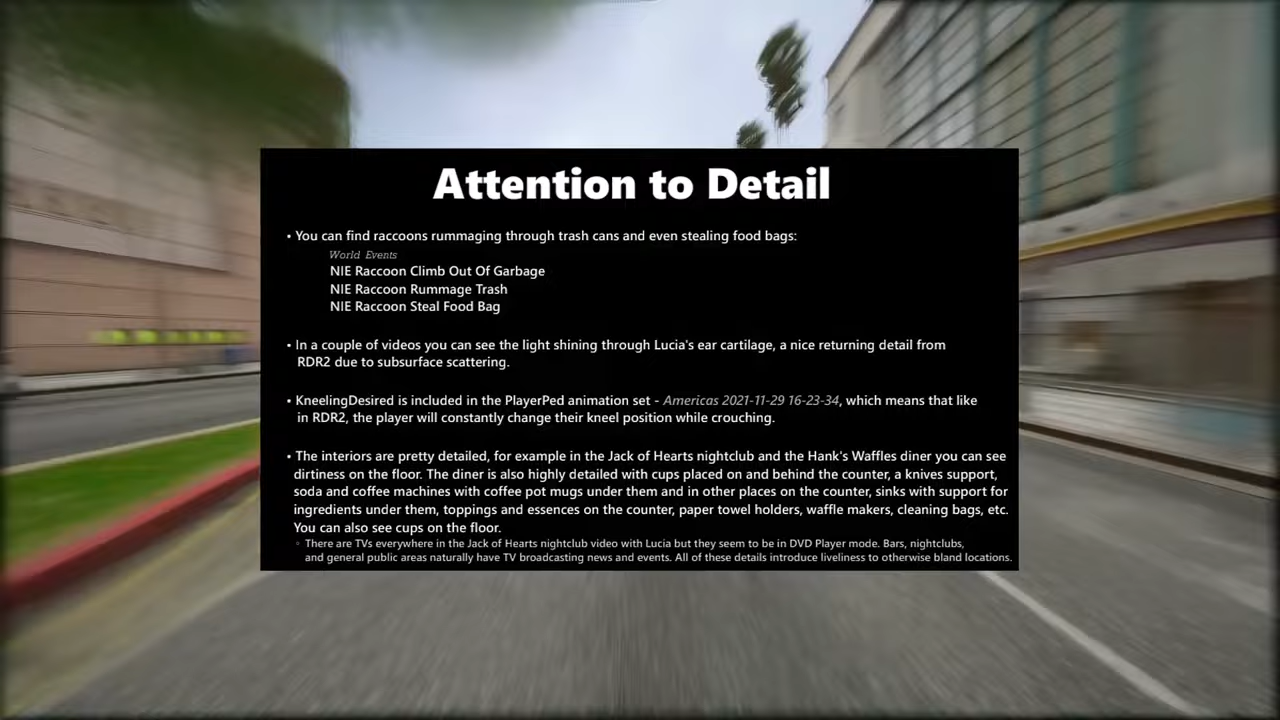 Attention to Detail
• You can find raccoons rummaging through trash cans and even stealing food bags:
World Events
NIE Raccoon Climb Out Of Garbage
NIE Raccoon Rummage Trash
NIE Raccoon Steal Food Bag
• In a couple of videos you can see the light shining through Lucia's ear cartilage, a nice returning detail from
RDR2 due to subsurface scattering.
• KneelingDesired is included in the PlayerPed animation set - Americas 2021-11-29 16-23-34, which means that like
in RDR2, the player will constantly change their kneel position while crouching.
• The interiors are pretty detailed, for example in the Jack of Hearts nightclub and the Hank's Waffles diner you can see
dirtiness on the floor. The diner is also highly detailed with cups placed on and behind the counter, a knives support,
soda and coffee machines with coffee pot mugs under them and in other places on the counter, sinks with support for
ingredients under them, toppings and essences on the counter, paper towel holders, waffle makers, cleaning bags, etc.
You can also see cups on the floor.
◦ There are TVs everywhere in the Jack of Hearts nightclub video with Lucia but they seem to be in DVD Player mode. Bars, nightclubs,
and general public areas naturally have TV broadcasting news and events. All of these details introduce liveliness to otherwise bland locations.